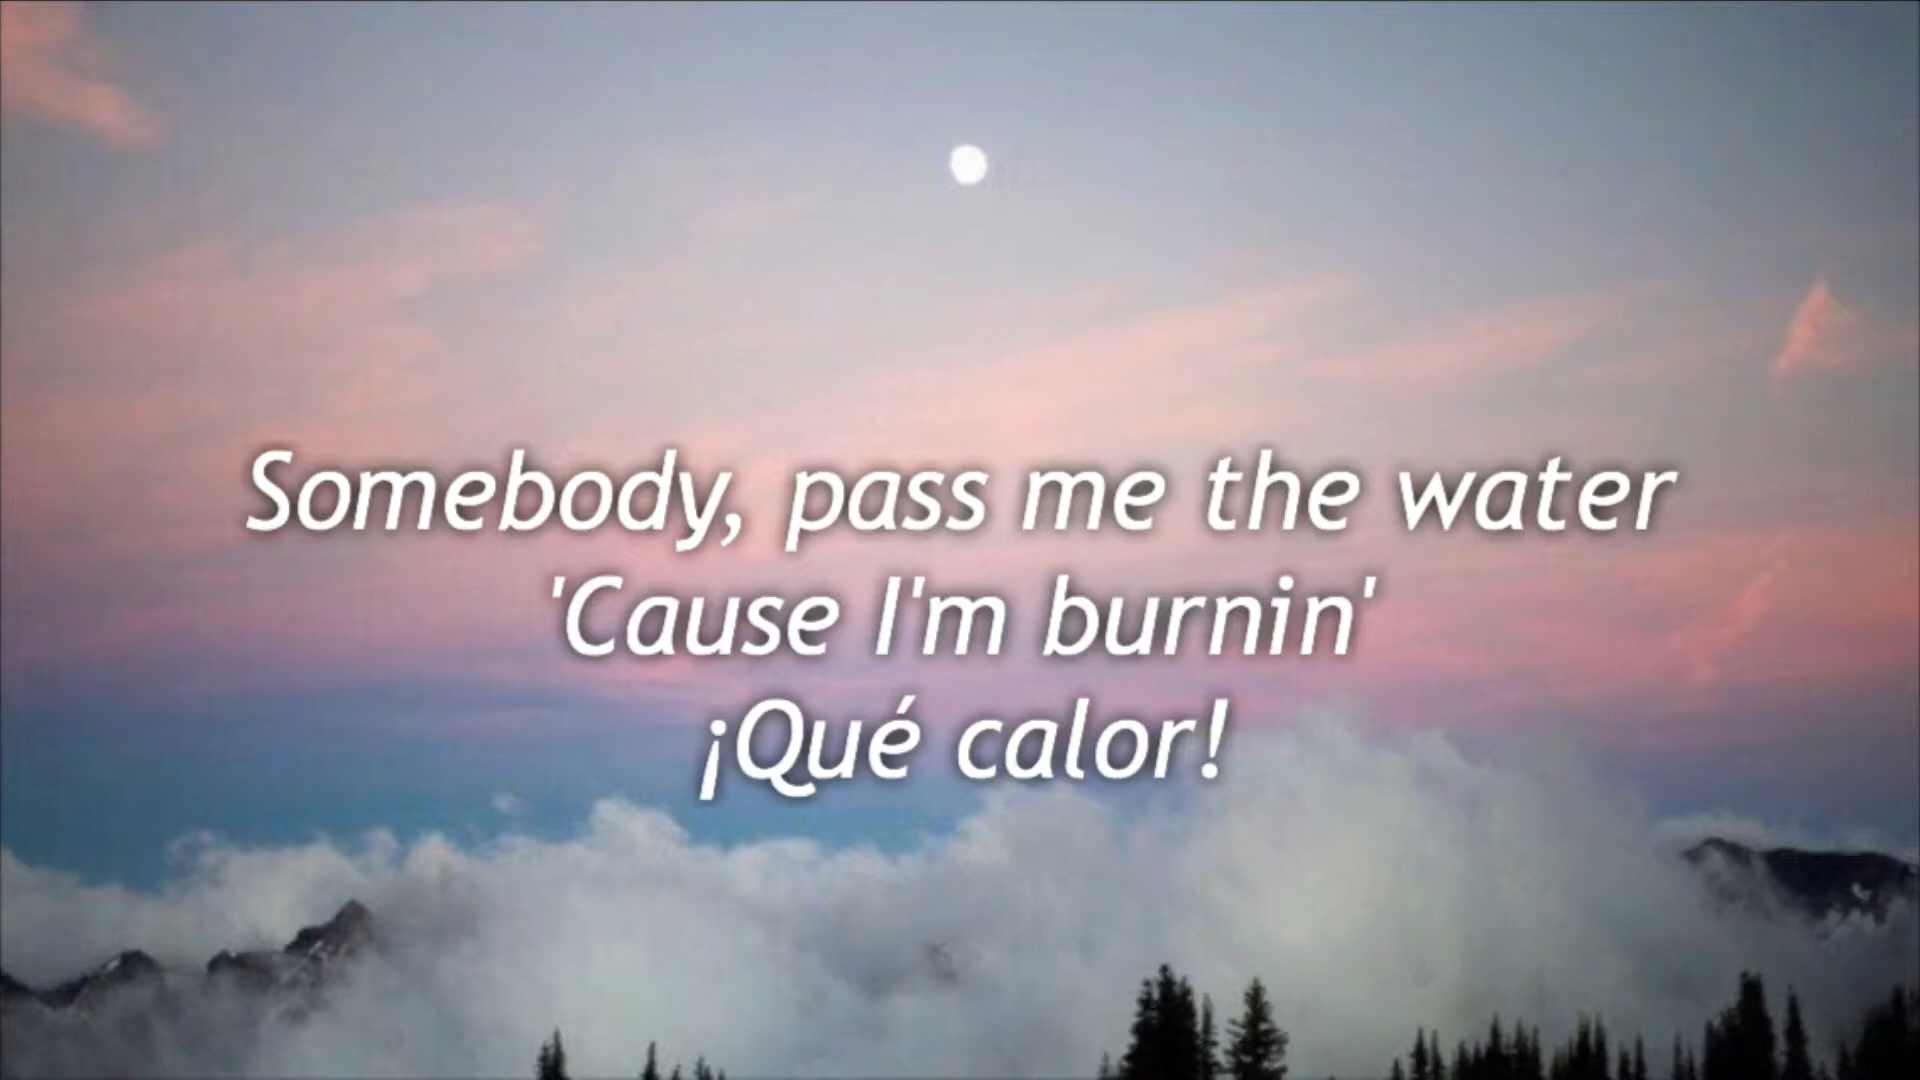 Somebody, pass me the water
'Cause I'm burnin'
¡Qué calor!